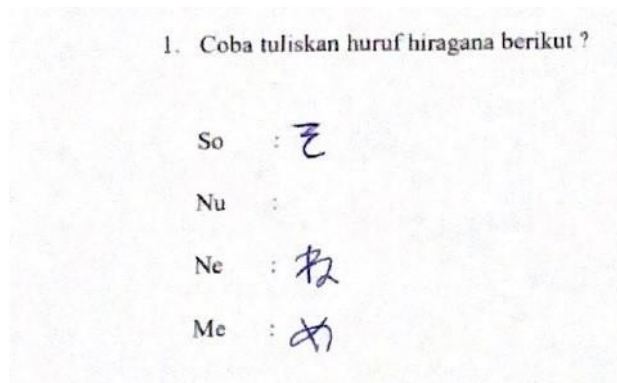 1. Coba tuliskan huruf hiragana berikut ?
So : そ
Nu :
Ne : ね
Me : め